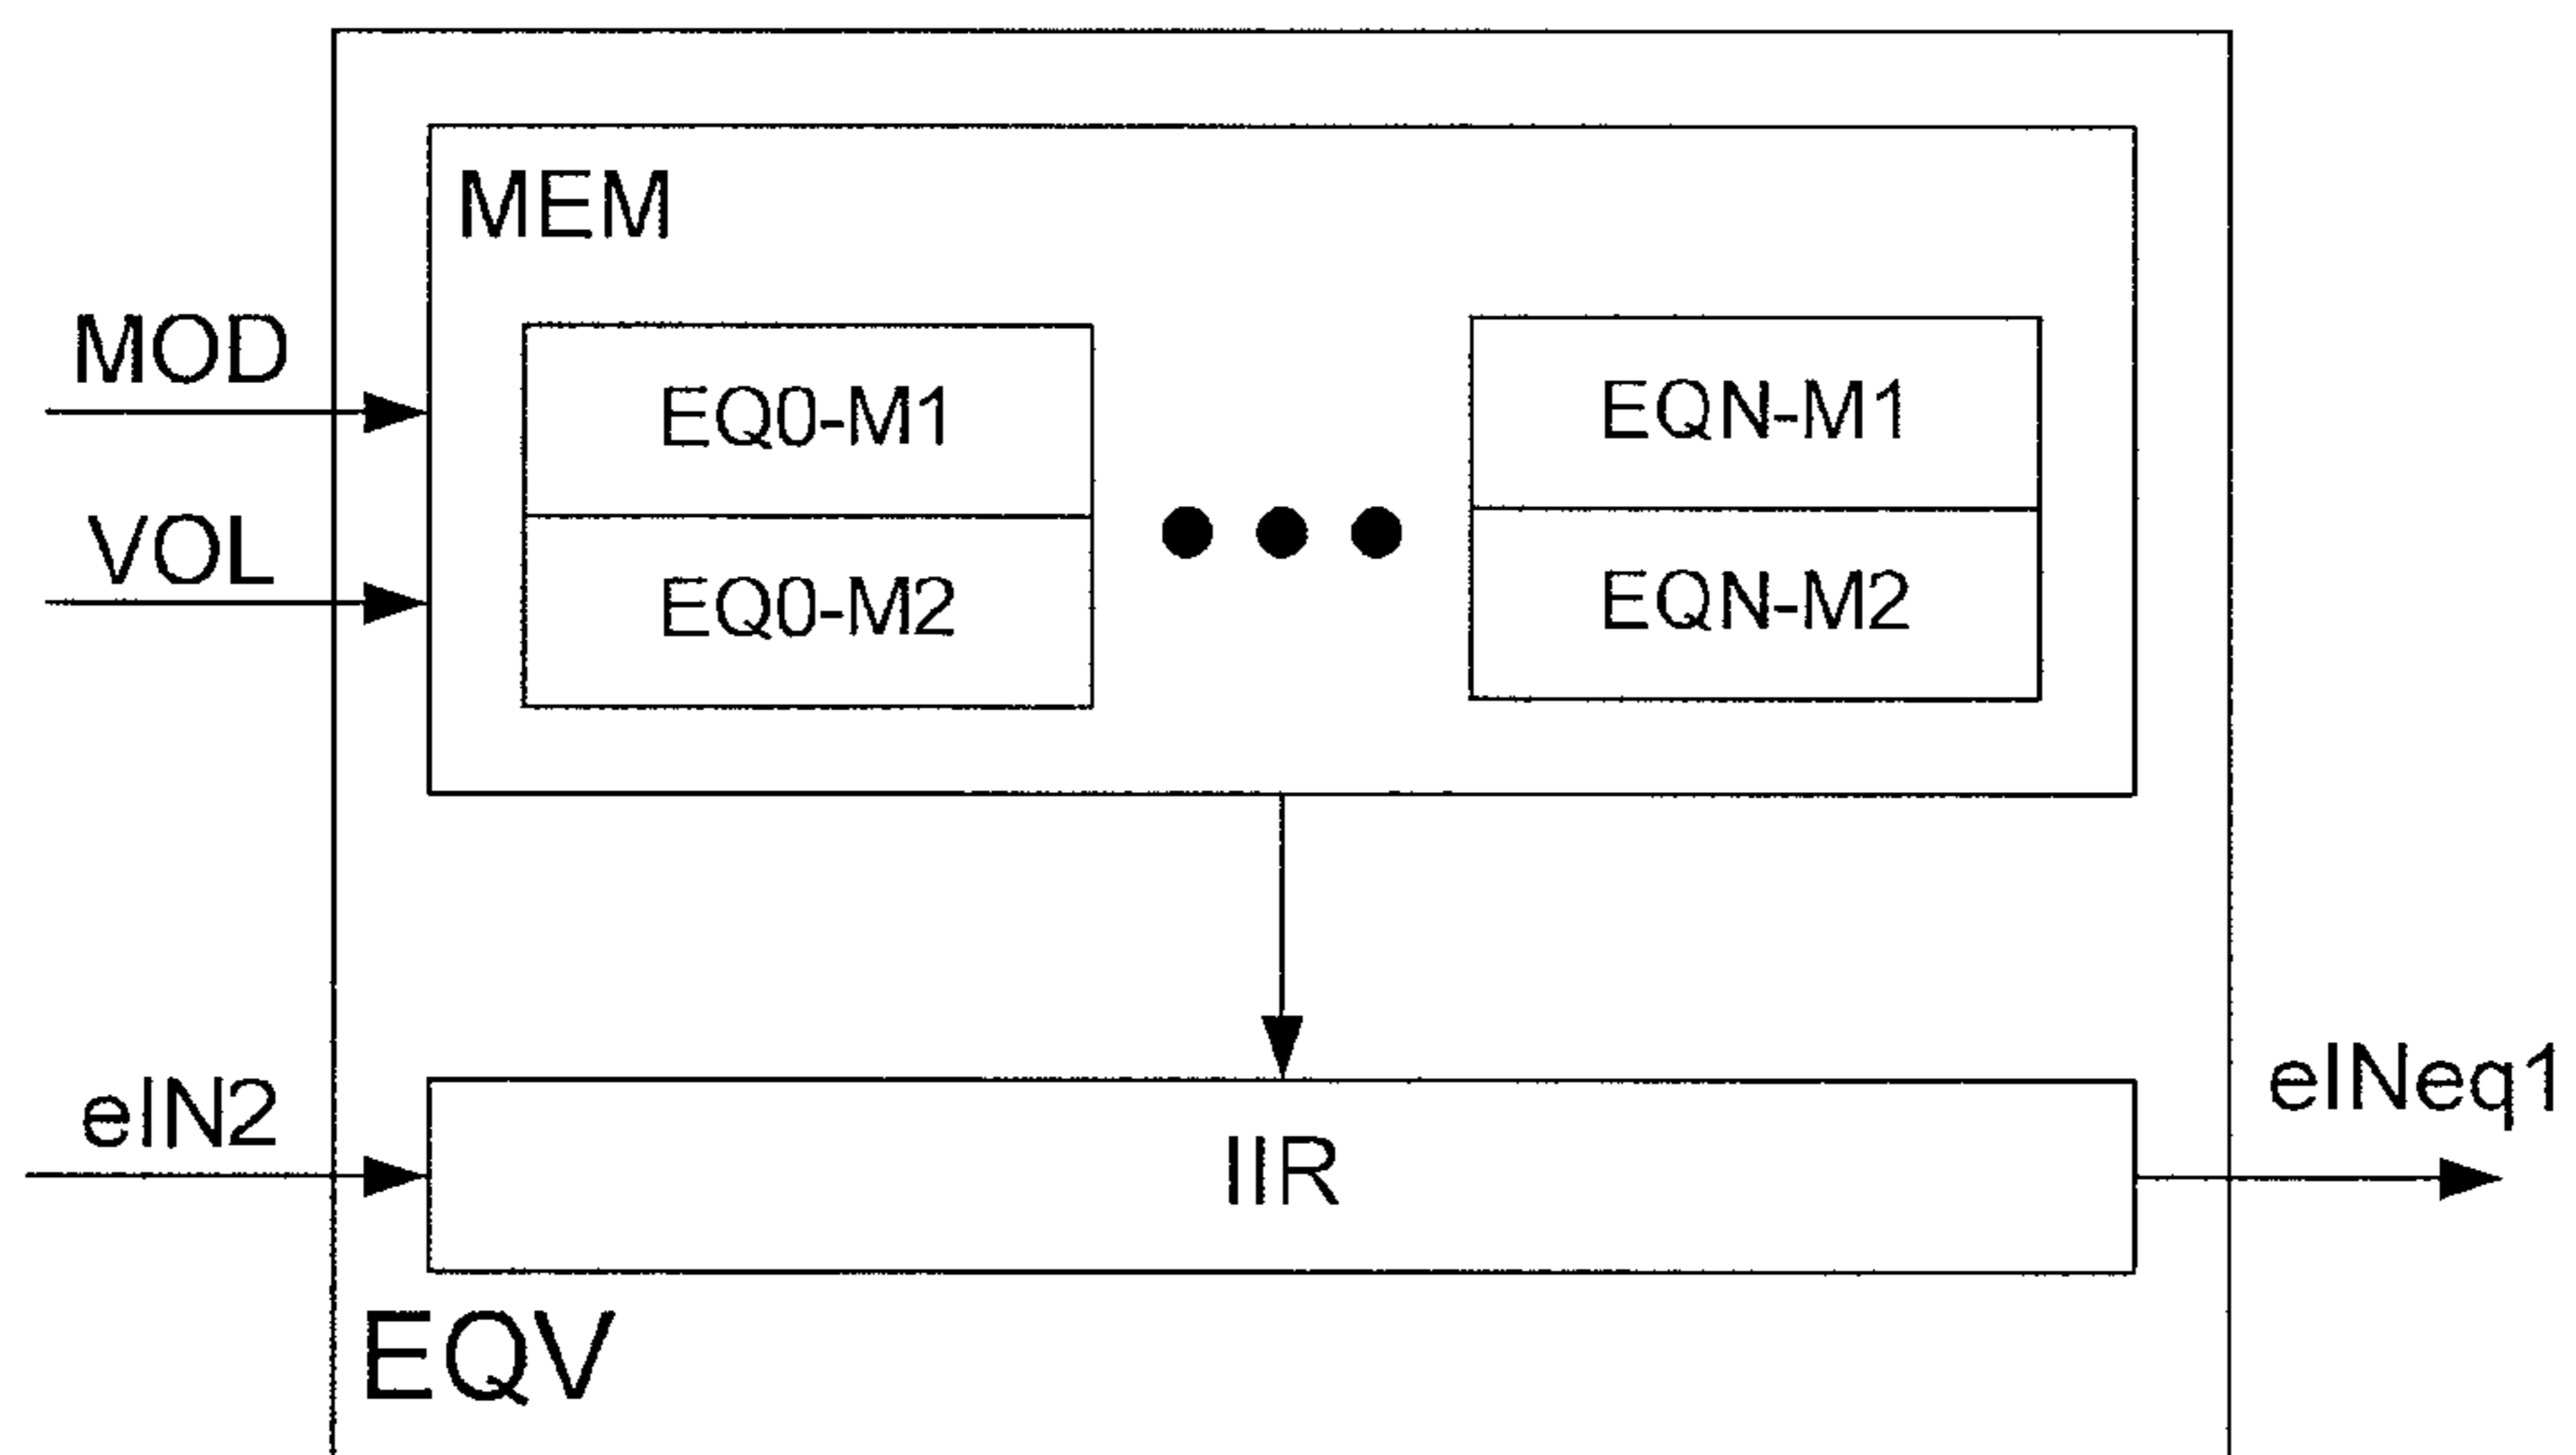 MEM
MOD
EQ0-M1
EQN-M1
VOL
EQ0-M2
EQN-M2
eIN2
IIR
eINeq1
EQV